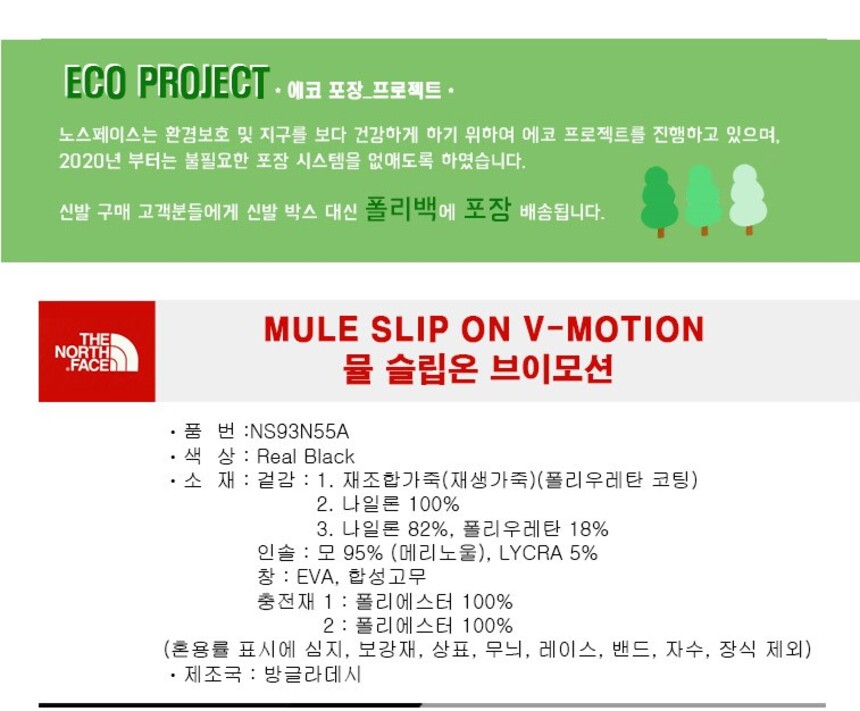 ECO PROJECT · 에코 포장_프로젝트 ·
노스페이스는 환경보호 및 지구를 보다 건강하게 하기 위하여 에코 프로젝트를 진행하고 있으며,
2020년 부터는 불필요한 포장 시스템을 없애도록 하였습니다.
신발 구매 고객분들에게 신발 박스 대신 폴리백에 포장 배송됩니다.
THE
NORTH
FACE
MULE SLIP ON V-MOTION
뮬 슬립온 브이모션
· 품 번 :NS93N55A
· 색 상 : Real Black
· 소 재 : 겉감 : 1. 재조합가죽(재생가죽)(폴리우레탄 코팅)
2. 나일론 100%
3. 나일론 82%, 폴리우레탄 18%
인솔 : 모 95% (메리노울), LYCRA 5%
창 : EVA, 합성고무
충전재 1 : 폴리에스터 100%
2 : 폴리에스터 100%
(혼용률 표시에 심지, 보강재, 상표, 무늬, 레이스, 밴드, 자수, 장식 제외)
· 제조국 : 방글라데시